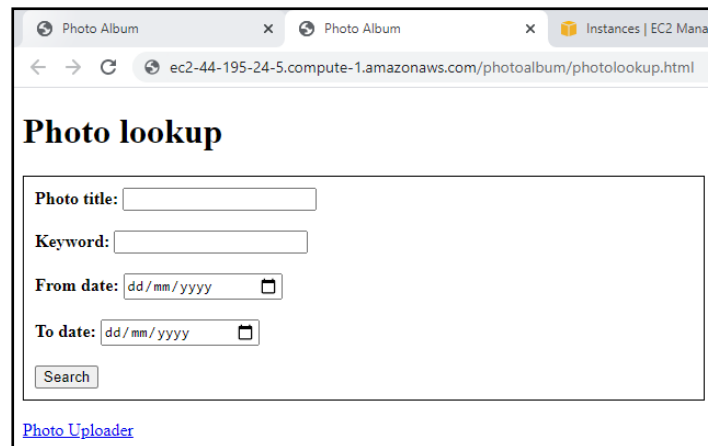 Photo Album Photo Album Instances | EC2 Mana
ec2-44-195-24-5.compute-1.amazonaws.com/photoalbum/photolookup.html
Photo lookup
Photo title:
Keyword:
From date: dd/mm/yyyy
To date: dd/mm/yyyy
Search
Photo Uploader